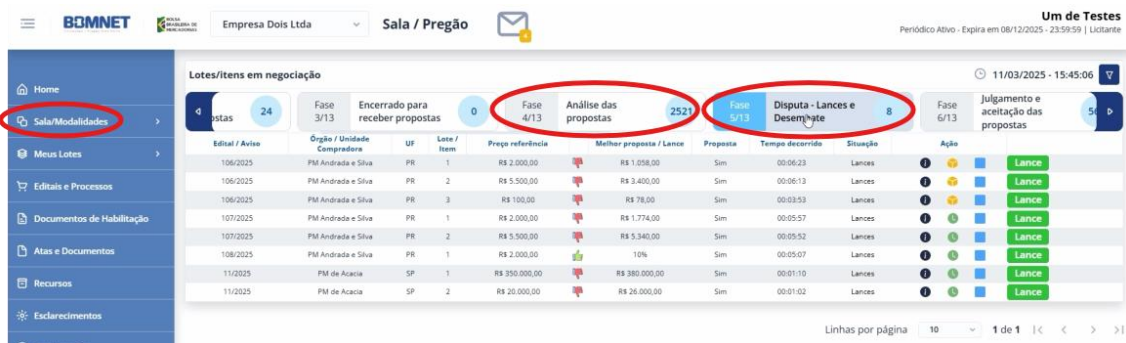 BBMNET
BOLSA BRASILEIRA DE MERCADORIAS
Empresa Dois Ltda
Sala / Pregão
4
Um de Testes
Periódico Ativo - Expira em 08/12/2025 - 23:59:59 | Licitante
Home
Sala/Modalidades
Meus Lotes
Editais e Processos
Documentos de Habilitação
Atas e Documentos
Recursos
Esclarecimentos
Lotes/itens em negociação
11/03/2025 - 15:45:06
ostas 24
Fase 3/13 Encerrado para receber propostas 0
Fase 4/13 Análise das propostas 2521
Fase 5/13 Disputa - Lances e Desempate 8
Fase 6/13 Julgamento e aceitação das propostas
Edital / Aviso Órgão / Unidade Compradora UF Lote / Item Preço referência Melhor proposta / Lance Proposta Tempo decorrido Situação Ação
106/2025 PM Andrada e Silva PR 1 R$ 2.000,00 R$ 1.058,00 Sim 00:06:23 Lances Lance
106/2025 PM Andrada e Silva PR 2 R$ 5.500,00 R$ 3.400,00 Sim 00:06:13 Lances Lance
106/2025 PM Andrada e Silva PR 3 R$ 100,00 R$ 78,00 Sim 00:03:53 Lances Lance
107/2025 PM Andrada e Silva PR 1 R$ 2.000,00 R$ 1.774,00 Sim 00:05:57 Lances Lance
107/2025 PM Andrada e Silva PR 2 R$ 5.500,00 R$ 5.340,00 Sim 00:05:52 Lances Lance
108/2025 PM Andrada e Silva PR 1 R$ 2.000,00 10% Sim 00:05:07 Lances Lance
11/2025 PM de Acacia SP 1 R$ 350.000,00 R$ 380.000,00 Sim 00:01:10 Lances Lance
11/2025 PM de Acacia SP 2 R$ 20.000,00 R$ 26.000,00 Sim 00:01:02 Lances Lance
Linhas por página 10 1 de 1